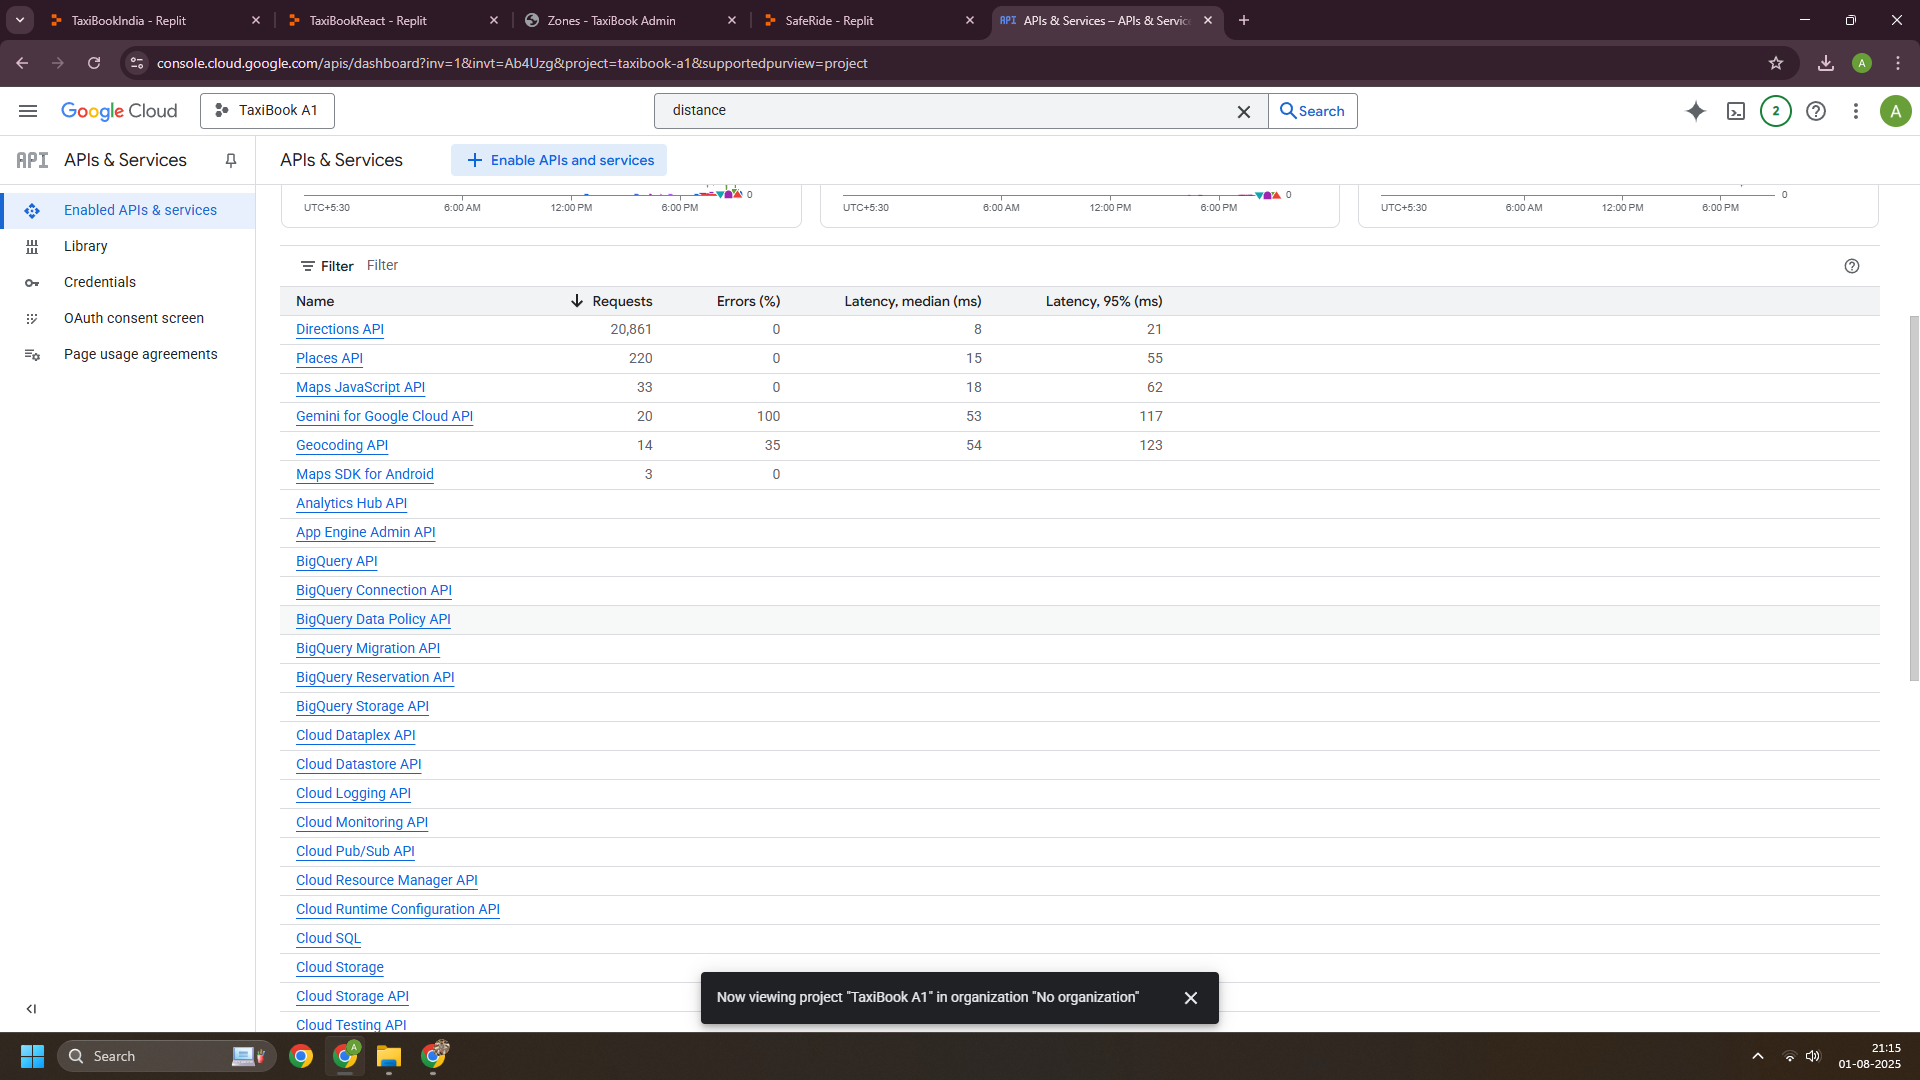 TaxiBookIndia - Replit
TaxiBookReact - Replit
Zones - TaxiBook Admin
SafeRide - Replit
API APIs & Services – APIs & Service
console.cloud.google.com/apis/dashboard?inv=1&invt=Ab4Uzg&project=taxibook-a1&supportedpurview=project
A
Google Cloud
TaxiBook A1
distance
Search
2
A
API APIs & Services
APIs & Services
Enable APIs and services
Enabled APIs & services
Library
Credentials
OAuth consent screen
Page usage agreements
0
UTC+5:30 6:00 AM 12:00 PM 6:00 PM
0
UTC+5:30 6:00 AM 12:00 PM 6:00 PM
0
UTC+5:30 6:00 AM 12:00 PM 6:00 PM
Filter Filter
Name Requests Errors (%) Latency, median (ms) Latency, 95% (ms)
Directions API 20,861 0 8 21
Places API 220 0 15 55
Maps JavaScript API 33 0 18 62
Gemini for Google Cloud API 20 100 53 117
Geocoding API 14 35 54 123
Maps SDK for Android 3 0
Analytics Hub API
App Engine Admin API
BigQuery API
BigQuery Connection API
BigQuery Data Policy API
BigQuery Migration API
BigQuery Reservation API
BigQuery Storage API
Cloud Dataplex API
Cloud Datastore API
Cloud Logging API
Cloud Monitoring API
Cloud Pub/Sub API
Cloud Resource Manager API
Cloud Runtime Configuration API
Cloud SQL
Cloud Storage
Cloud Storage API
Cloud Testing API
Now viewing project "TaxiBook A1" in organization "No organization"
Search
A
21:15
01-08-2025